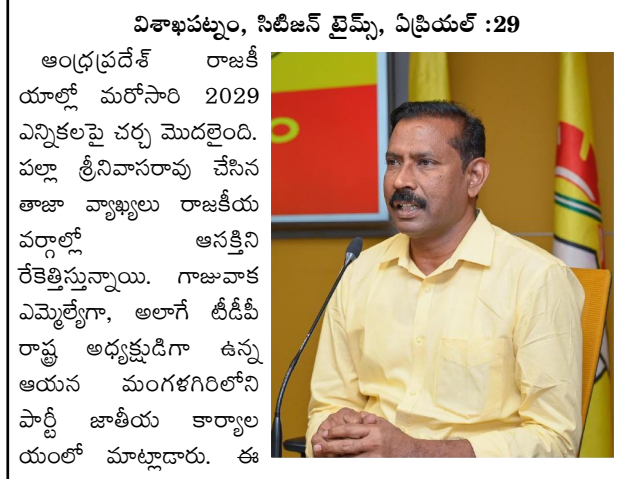 విశాఖపట్నం, సిటిజన్ టైమ్స్, ఏప్రియల్ :29
ఆంధ్రప్రదేశ్ రాజకీ
యాల్లో మరోసారి 2029
ఎన్నికలపై చర్చ మొదలైంది.
పల్లా శ్రీనివాసరావు చేసిన
తాజా వ్యాఖ్యలు రాజకీయ
వర్గాల్లో ఆసక్తిని
రేకెత్తిస్తున్నాయి. గాజువాక
ఎమ్మెల్యేగా, అలాగే టీడీపీ
రాష్ట్ర అధ్యక్షుడిగా ఉన్న
ఆయన మంగళగిరిలోని
పార్టీ జాతీయ కార్యాల
యంలో మాట్లాడారు. ఈ